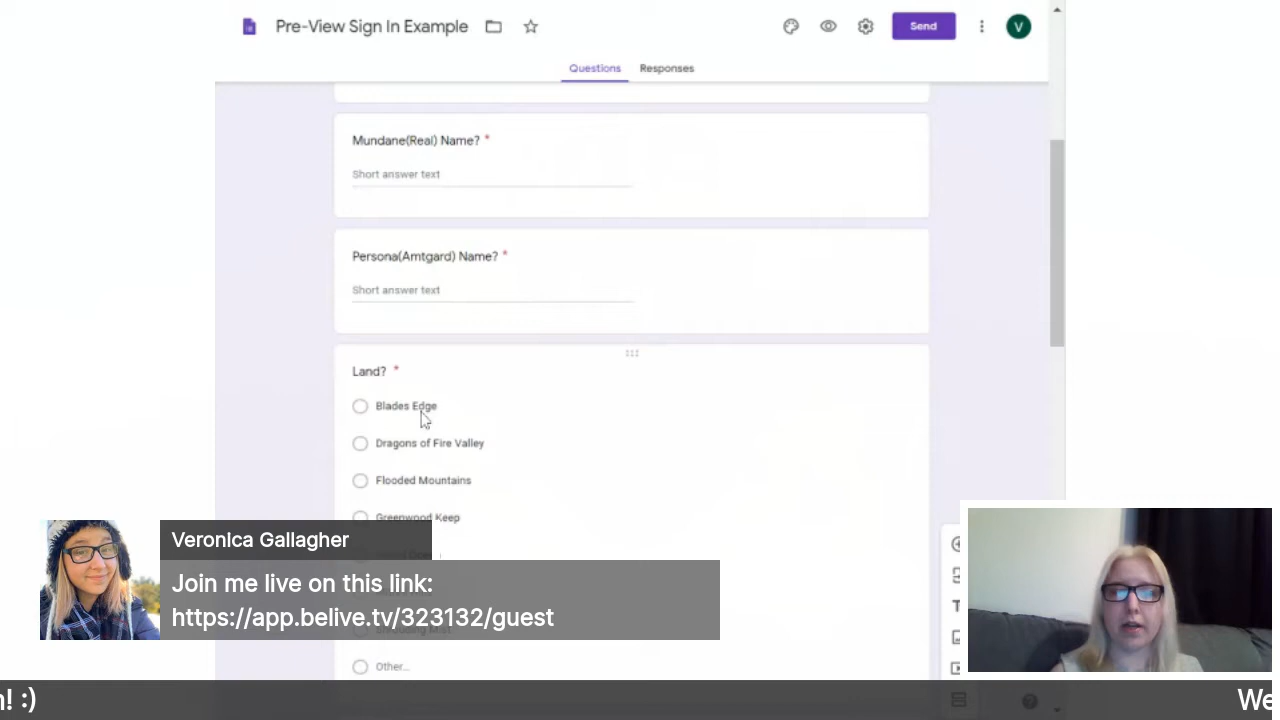 Pre-View Sign In Example
Send
V
Questions
Responses
Mundane(Real) Name? *
Short answer text
Persona(Amtgard) Name? *
Short answer text
Land? *
Blades Edge
Dragons of Fire Valley
Flooded Mountains
Greenwood Keep
Other...
Veronica Gallagher
Join me live on this link:
https://app.belive.tv/323132/guest
! :)
We